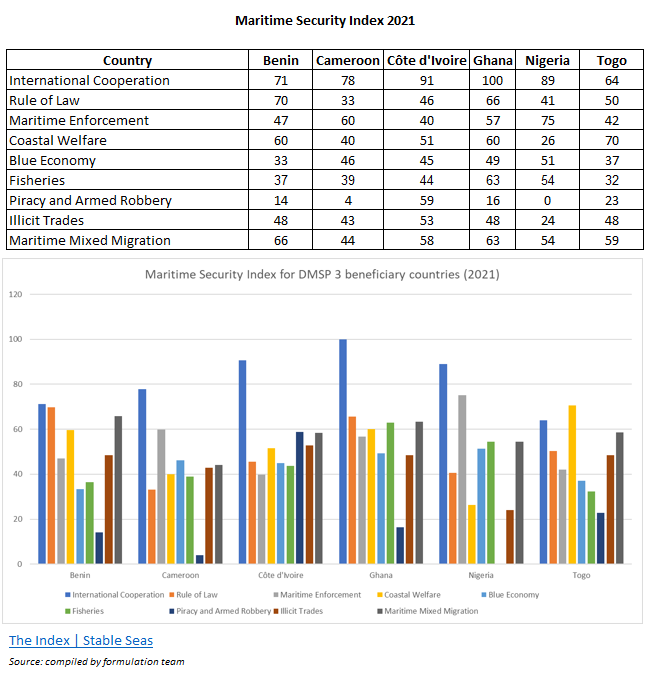 Maritime Security Index 2021
Country Benin Cameroon Côte d'Ivoire Ghana Nigeria Togo
International Cooperation 71 78 91 100 89 64
Rule of Law 70 33 46 66 41 50
Maritime Enforcement 47 60 40 57 75 42
Coastal Welfare 60 40 51 60 26 70
Blue Economy 33 46 45 49 51 37
Fisheries 37 39 44 63 54 32
Piracy and Armed Robbery 14 4 59 16 0 23
Illicit Trades 48 43 53 48 24 48
Maritime Mixed Migration 66 44 58 63 54 59
Maritime Security Index for DMSP 3 beneficiary countries (2021)
120
100
80
60
40
20
0
Benin Cameroon Côte d'Ivoire Ghana Nigeria Togo
International Cooperation Rule of Law Maritime Enforcement Coastal Welfare Blue Economy
Fisheries Piracy and Armed Robbery Illicit Trades Maritime Mixed Migration
The Index | Stable Seas
Source: compiled by formulation team